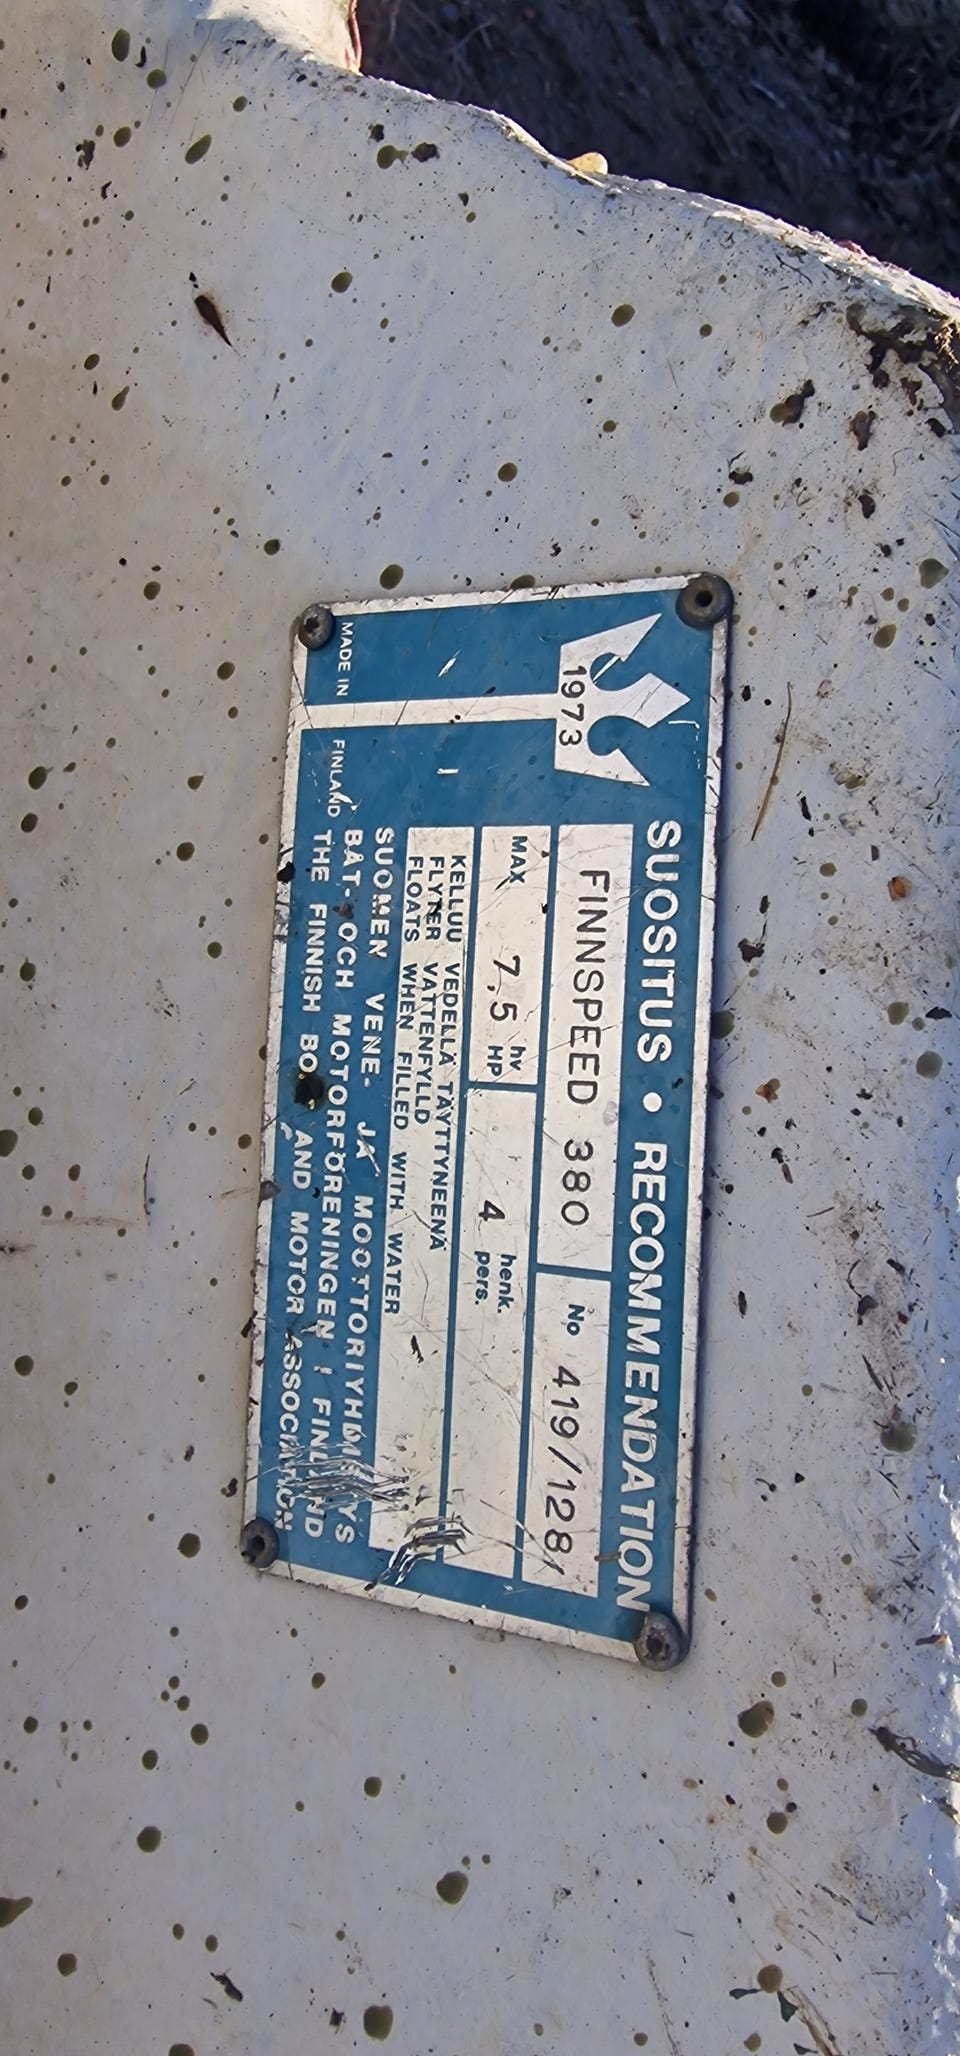 SUOSITUS • RECOMMENDATION
1973
FINNSPEED 380
No 419/128
MAX 7,5 hv HP
4 henk. pers.
KELLUU VEDELLÄ TÄYTTYNEENÄ
FLYTER VATTENFYLLD
FLOATS WHEN FILLED WITH WATER
SUOMEN VENE- JA MOOTTORIYHDISTYS
BÅT- OCH MOTORFÖRENINGEN I FINLAND
THE FINNISH BOAT AND MOTOR ASSOCIATION
MADE IN FINLAND